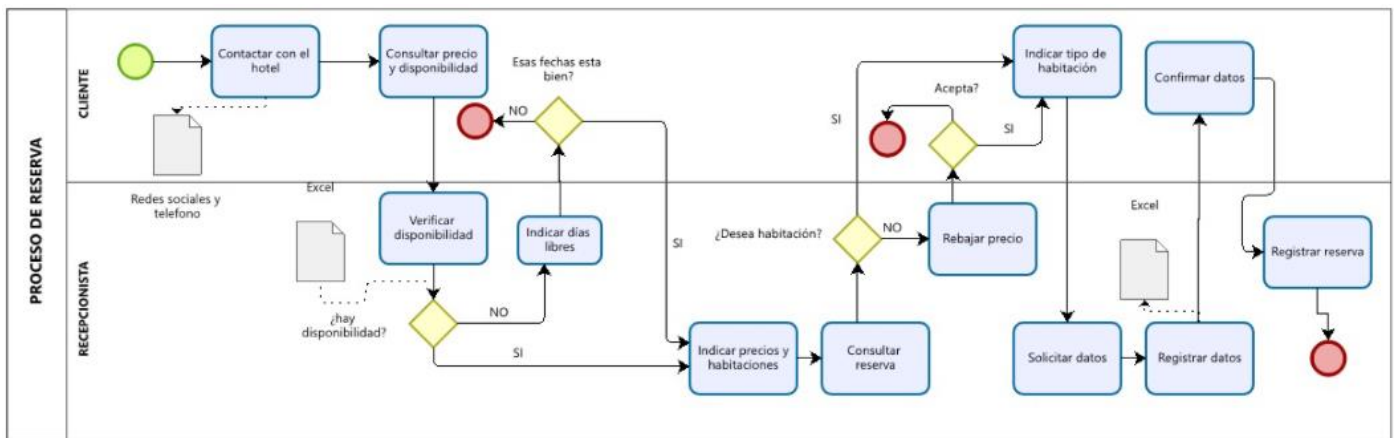 PROCESO DE RESERVA
CLIENTE
Contactar con el
hotel
Consultar precio
y disponibilidad
Esas fechas esta
bien?
NO
Redes sociales y
telefono
SI
Acepta?
SI
Indicar tipo de
habitación
Confirmar datos
RECEPCIONISTA
Excel
Verificar
disponibilidad
Indicar días
libres
¿hay
disponibilidad?
NO
SI
SI
Indicar precios y
habitaciones
Consultar
reserva
¿Desea habitación?
NO
Rebajar precio
Solicitar datos
Excel
Registrar datos
Registrar reserva